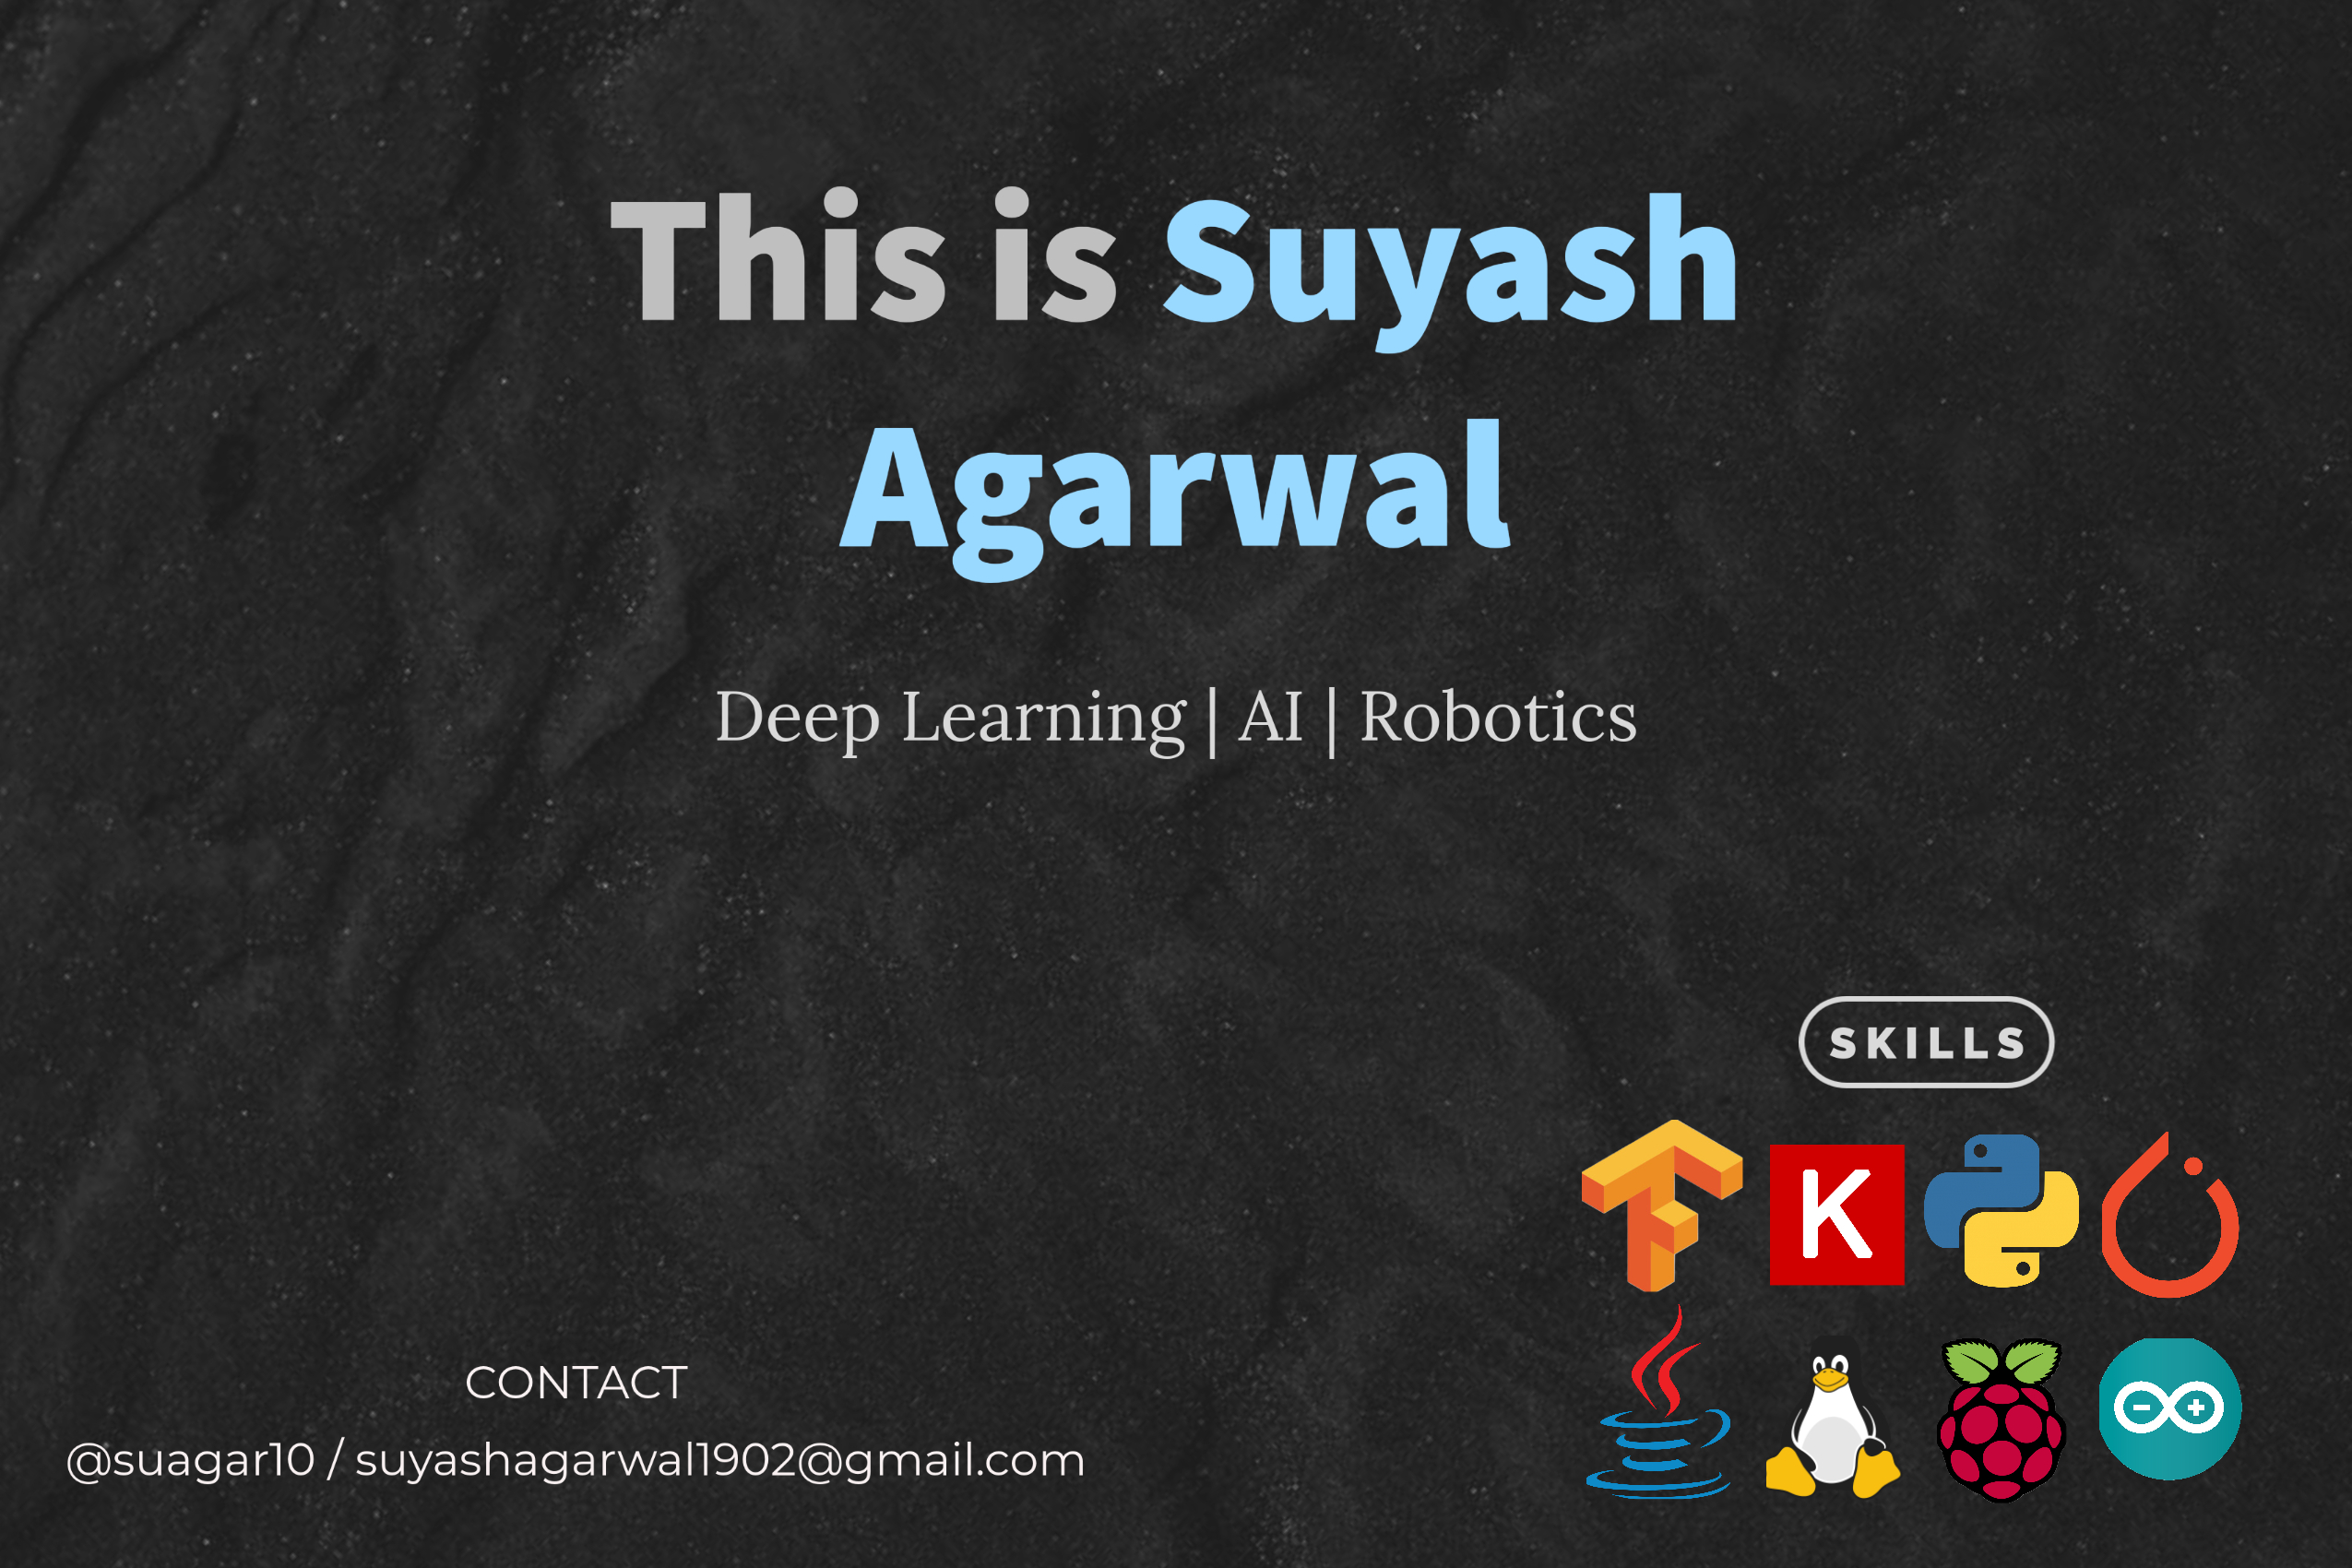 This is Suyash
Agarwal
Deep Learning | AI | Robotics
SKILLS
K
CONTACT
@suagar10 / suyashagarwal1902@gmail.com